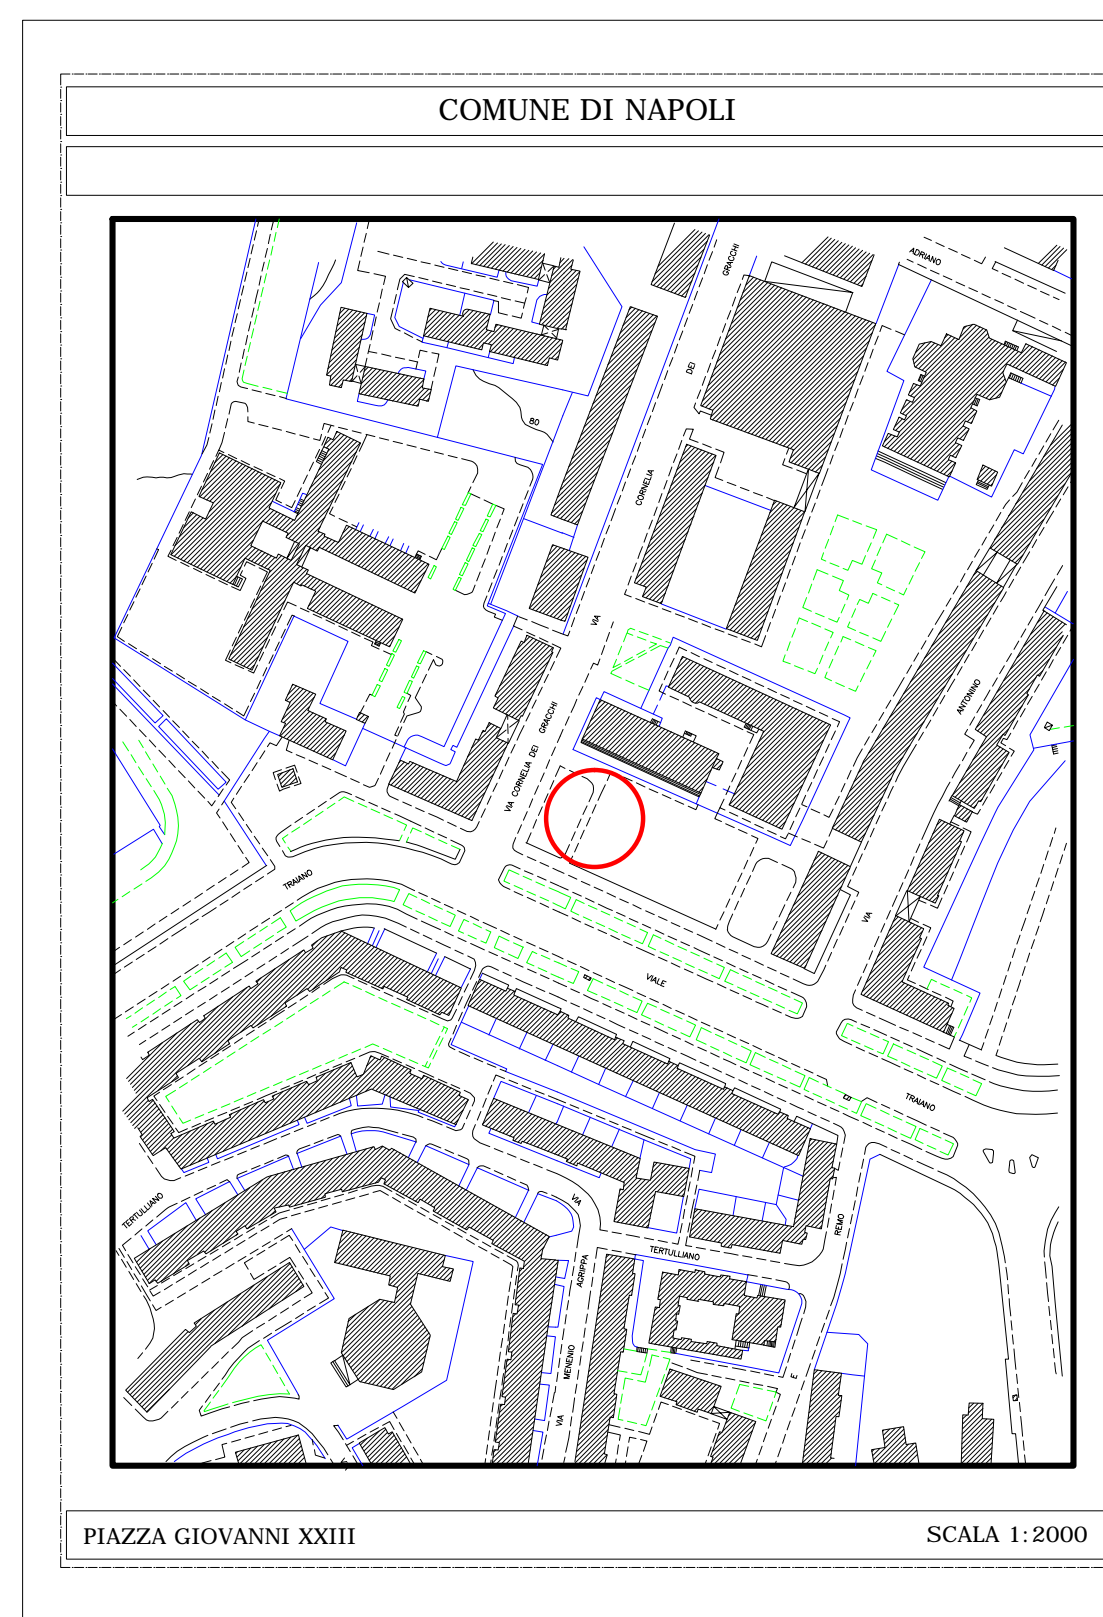 COMUNE DI NAPOLI
GRACCHI
ADRIANO
DEI
80
CORNELIA
VIA
ANTONINO
VIA CORNELIA DEI GRACCHI
TRAIANO
VIA
VIALE
TRAIANO
TERTULLIANO
VIA
REMO
TERTULLIANO
AGRIPPA
MENENIO
E
VIA
PIAZZA GIOVANNI XXIII
SCALA 1:2000